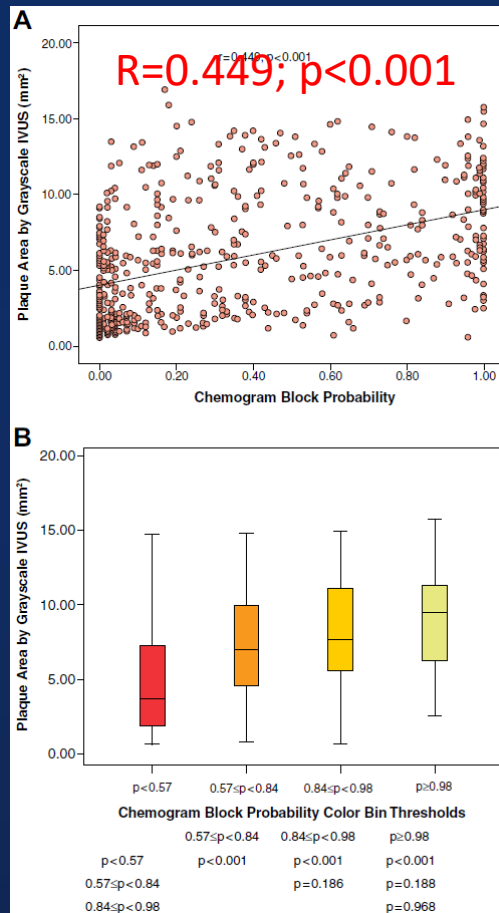 A
20.00
r=0.449; p<0.001
R=0.449; p<0.001
15.00
10.00
5.00
0.00
Plaque Area by Grayscale IVUS (mm²)
0.00 0.20 0.40 0.60 0.80 1.00
Chemogram Block Probability
B
20.00
15.00
10.00
5.00
0.00
Plaque Area by Grayscale IVUS (mm²)
p<0.57 0.57≤p<0.84 0.84≤p<0.98 p≥0.98
Chemogram Block Probability Color Bin Thresholds
0.57≤p<0.84 0.84≤p<0.98 p≥0.98
p<0.57 p<0.001 p<0.001 p<0.001
0.57≤p<0.84 p=0.186 p=0.188
0.84≤p<0.98 p=0.968